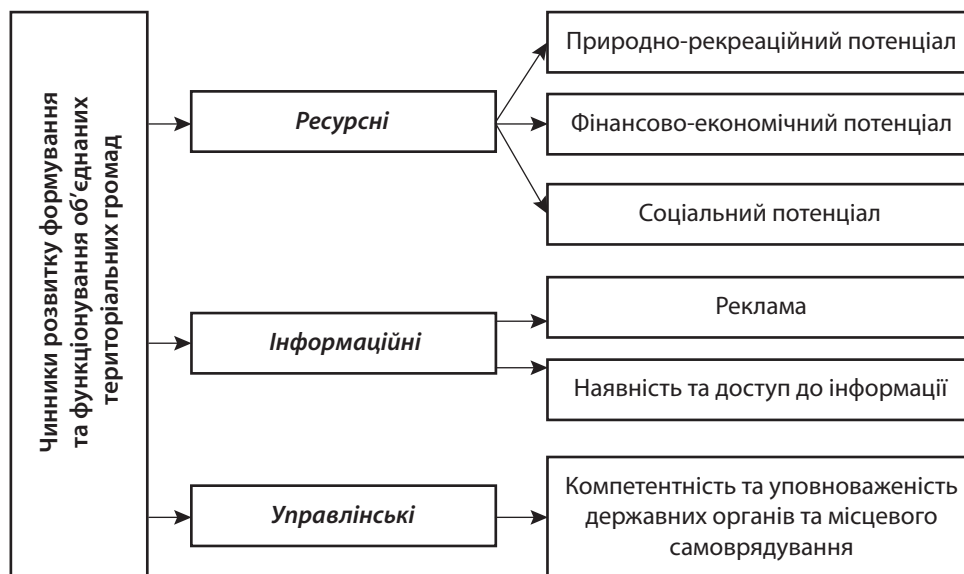 Чинники розвитку формування
та функціонування об’єднаних
територіальних громад
Ресурсні
Природно-рекреаційний потенціал
Фінансово-економічний потенціал
Соціальний потенціал
Інформаційні
Реклама
Наявність та доступ до інформації
Управлінські
Компетентність та уповноваженість
державних органів та місцевого
самоврядування